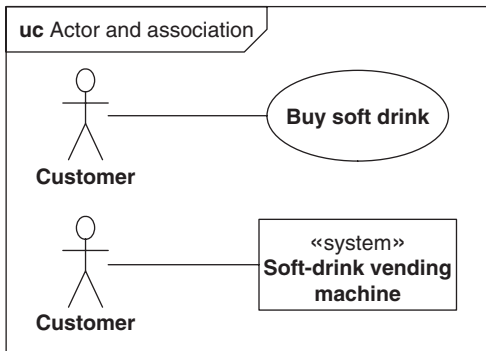 uc Actor and association
Buy soft drink
Customer
«system»
Soft-drink vending
machine
Customer